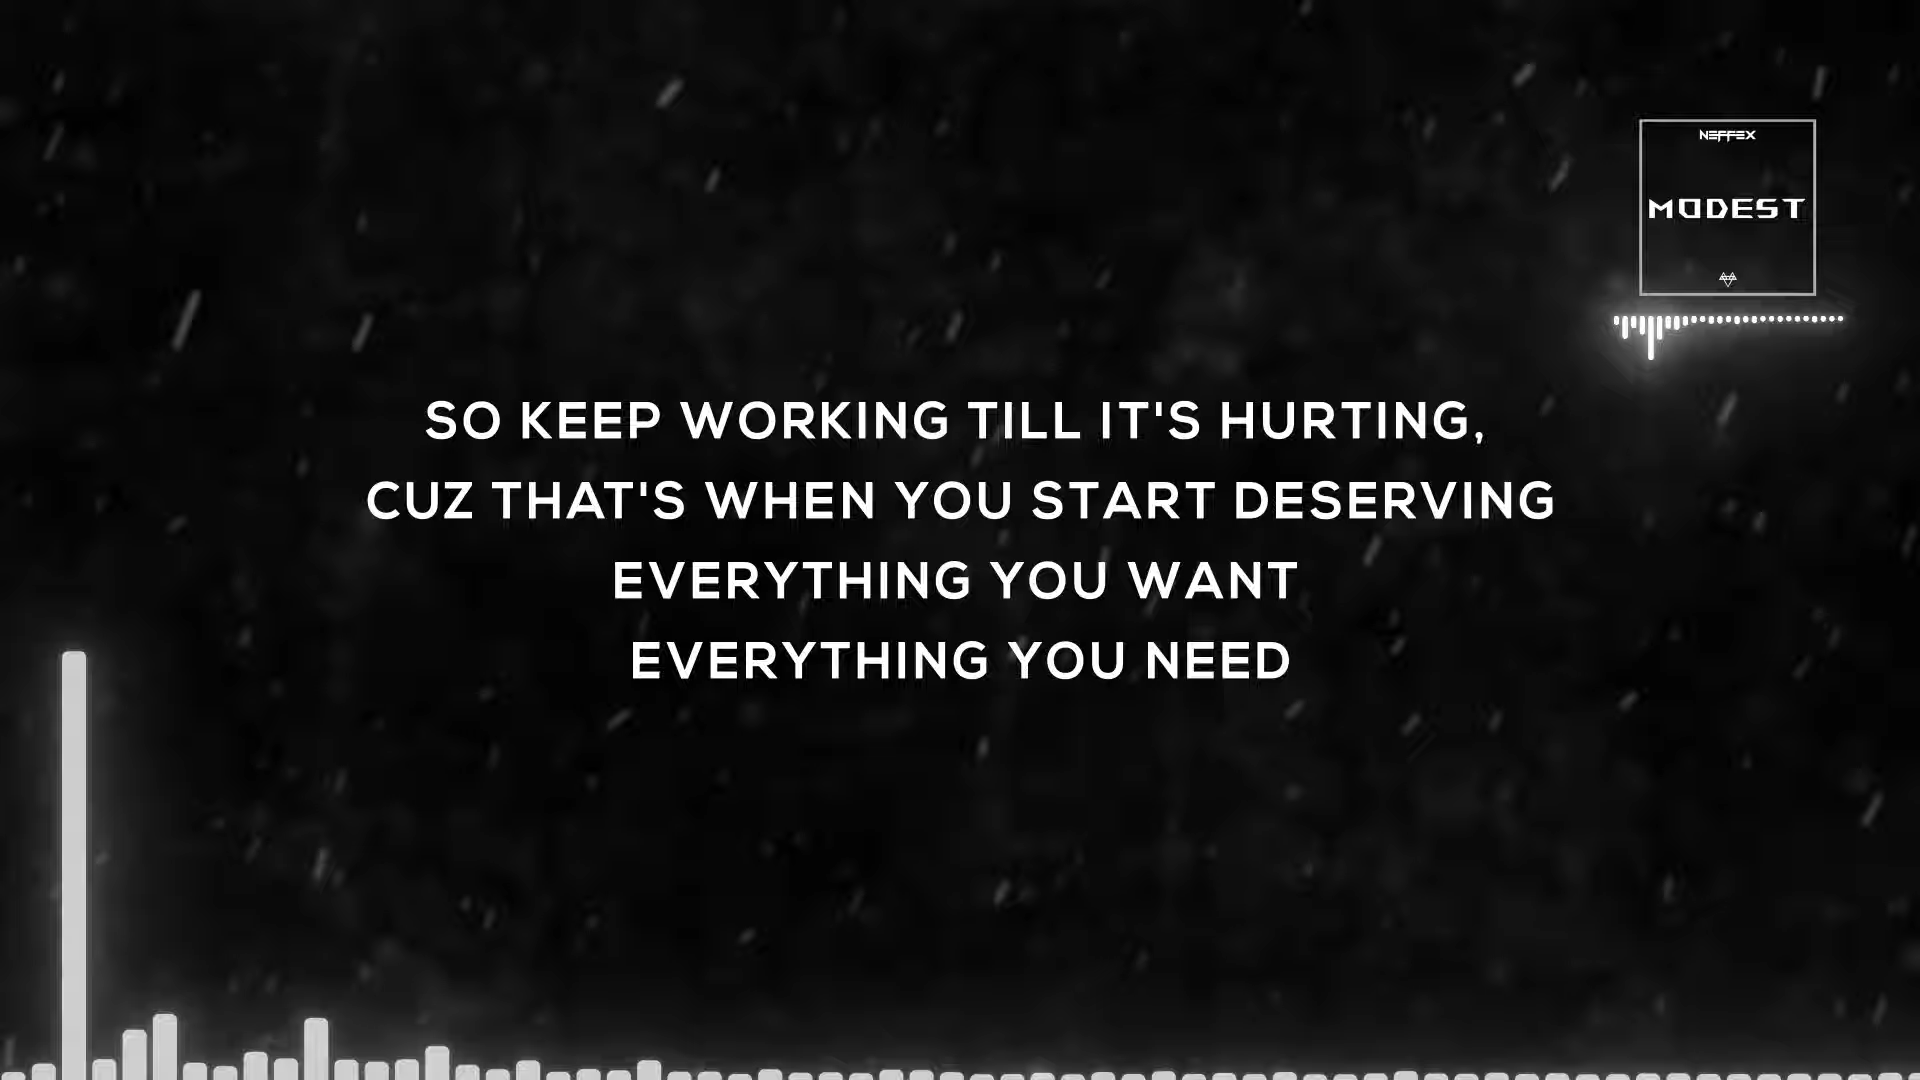 NEFFEX
MODEST
SO KEEP WORKING TILL IT'S HURTING,
CUZ THAT'S WHEN YOU START DESERVING
EVERYTHING YOU WANT
EVERYTHING YOU NEED